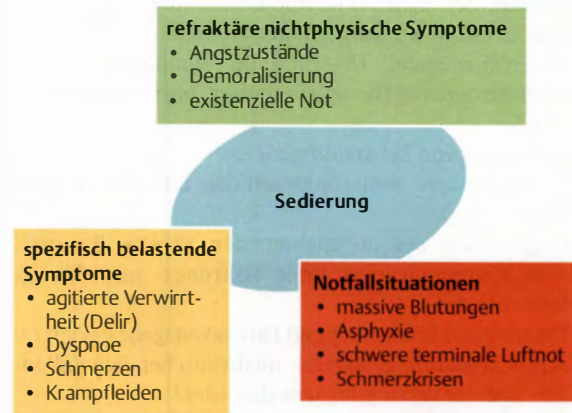 refraktäre nichtphysische Symptome
• Angstzustände
• Demoralisierung
• existenzielle Not
Sedierung
spezifisch belastende
Symptome
• agitierte Verwirrt-
heit (Delir)
• Dyspnoe
• Schmerzen
• Krampfleiden
Notfallsituationen
• massive Blutungen
• Asphyxie
• schwere terminale Luftnot
• Schmerzkrisen